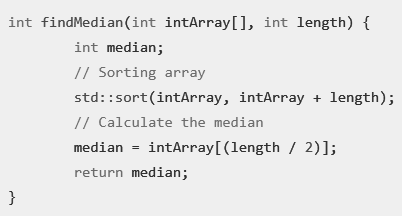 int findMedian(int intArray[], int length) {
        int median;
        // Sorting array
        std::sort(intArray, intArray + length);
        // Calculate the median
        median = intArray[(length / 2)];
        return median;
}